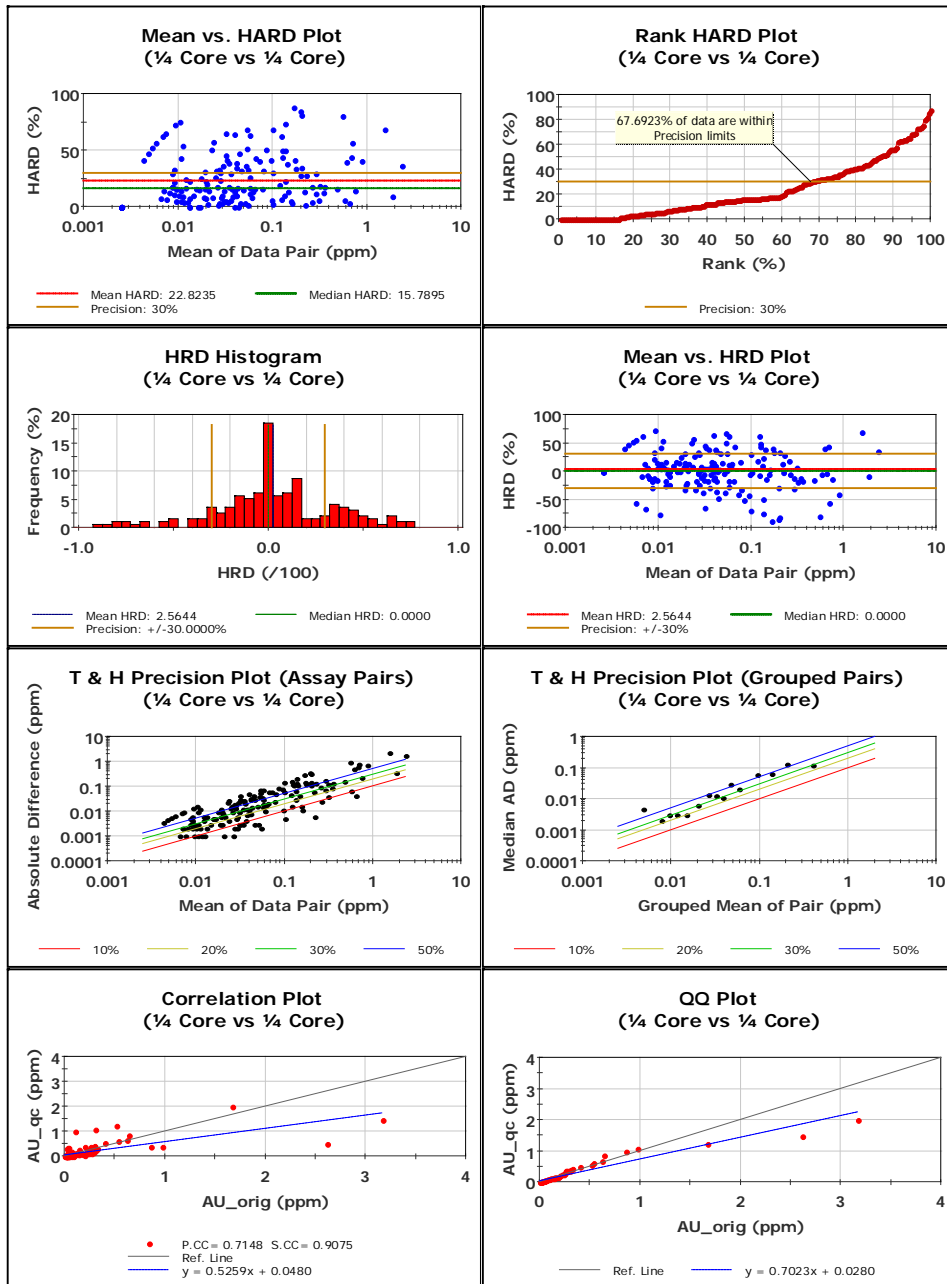 Mean vs. HARD Plot
(¼ Core vs ¼ Core)
HARD (%)
100
50
0
0.001
0.01
0.1
1
10
Mean of Data Pair (ppm)
Mean HARD: 22.8235
Median HARD: 15.7895
Precision: 30%
Rank HARD Plot
(¼ Core vs ¼ Core)
HARD (%)
100
80
60
40
20
0
67.6923% of data are within
Precision limits
0 10 20 30 40 50 60 70 80 90 100
Rank (%)
Precision: 30%
HRD Histogram
(¼ Core vs ¼ Core)
Frequency (%)
20
15
10
5
0
-1.0
0.0
1.0
HRD (/100)
Mean HRD: 2.5644
Median HRD: 0.0000
Precision: +/-30.0000%
Mean vs. HRD Plot
(¼ Core vs ¼ Core)
HRD (%)
100
50
0
-50
-100
0.001
0.01
0.1
1
10
Mean of Data Pair (ppm)
Mean HRD: 2.5644
Median HRD: 0.0000
Precision: +/-30%
T & H Precision Plot (Assay Pairs)
(¼ Core vs ¼ Core)
Absolute Difference (ppm)
10
1
0.1
0.01
0.001
0.0001
0.001
0.01
0.1
1
10
Mean of Data Pair (ppm)
10%
20%
30%
50%
T & H Precision Plot (Grouped Pairs)
(¼ Core vs ¼ Core)
Median AD (ppm)
1
0.1
0.01
0.001
0.0001
0.001
0.01
0.1
1
10
Grouped Mean of Pair (ppm)
10%
20%
30%
50%
Correlation Plot
(¼ Core vs ¼ Core)
AU_qc (ppm)
4
3
2
1
0
0
1
2
3
4
AU_orig (ppm)
P.CC= 0.7148 S.CC= 0.9075
Ref. Line
y = 0.5259x + 0.0480
QQ Plot
(¼ Core vs ¼ Core)
AU_qc (ppm)
4
3
2
1
0
0
1
2
3
4
AU_orig (ppm)
Ref. Line
y = 0.7023x + 0.0280